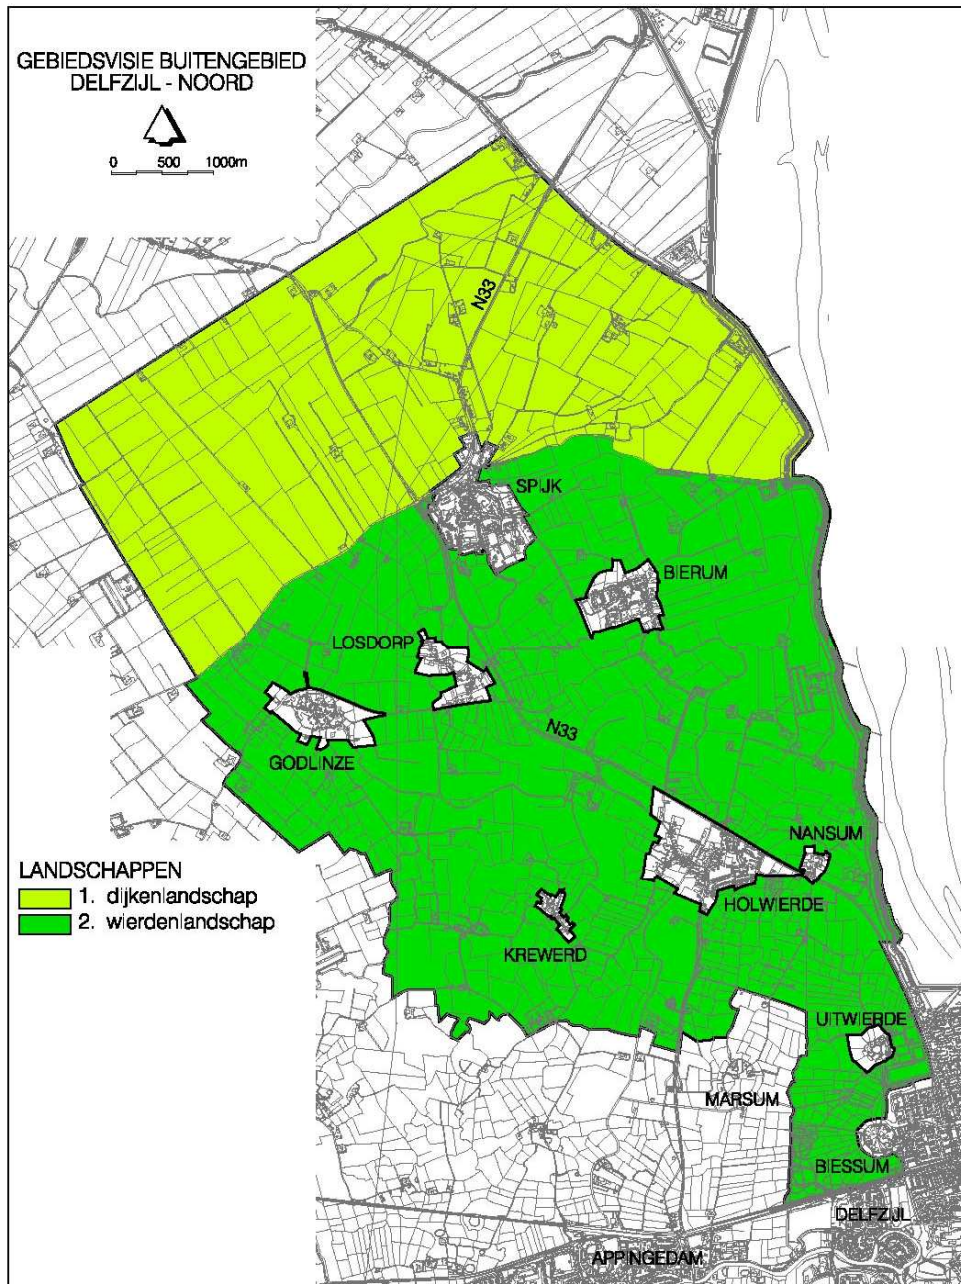 GEBIEDSVISIE BUITENGEBIED
DELFZIJL - NOORD
0 500 1000m
N33
SPIJK
BIERUM
LOSDORP
N33
GODLINZE
NANSUM
LANDSCHAPPEN
1. dijkenlandschap
HOLWIERDE
2. wierdenlandschap
KREWERD
UITWIERDE
MARSUM
BIESSUM
DELFZIJL
APPINGEDAM